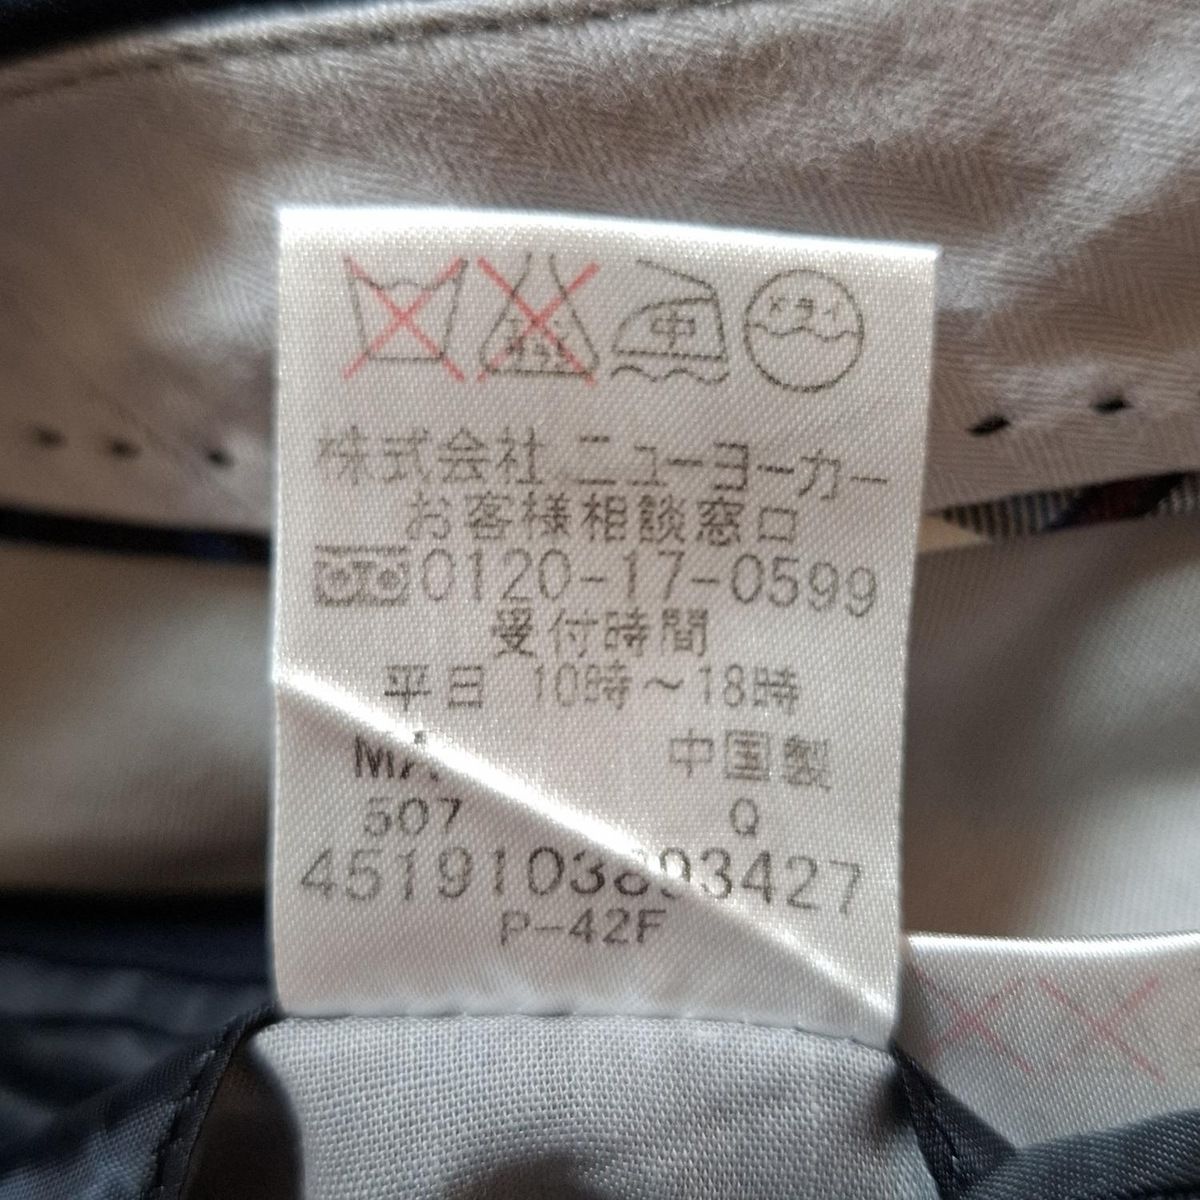 中 ドライ
株式会社 ニューヨーカー
お客様相談窓口
0120-17-0599
受付時間
平日 10時～18時
中国製
507 Q
4519103893427
P-42F